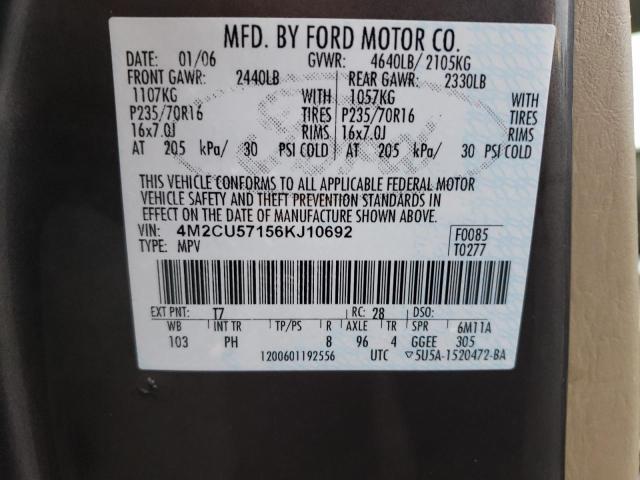 MFD. BY FORD MOTOR CO.
DATE: 01/06 GVWR: 4640LB/ 2105KG
FRONT GAWR: 2440LB REAR GAWR: 2330LB
1107KG WITH 1057KG WITH
P235/70R16 TIRES P235/70R16 TIRES
16x7.0J RIMS 16x7.0J RIMS
AT 205 kPa/ 30 PSI COLD AT 205 kPa/ 30 PSI COLD
THIS VEHICLE CONFORMS TO ALL APPLICABLE FEDERAL MOTOR
VEHICLE SAFETY AND THEFT PREVENTION STANDARDS IN
EFFECT ON THE DATE OF MANUFACTURE SHOWN ABOVE.
VIN: 4M2CU57156KJ10692 F0085
TYPE: MPV T0277
EXT PNT: T7 RC: 28 DSO:
WB INT TR TP/PS R AXLE TR SPR 6M11A
103 PH 8 96 4 GGEE 305
1200601192556 UTC ▽5U5A-1520472-BA